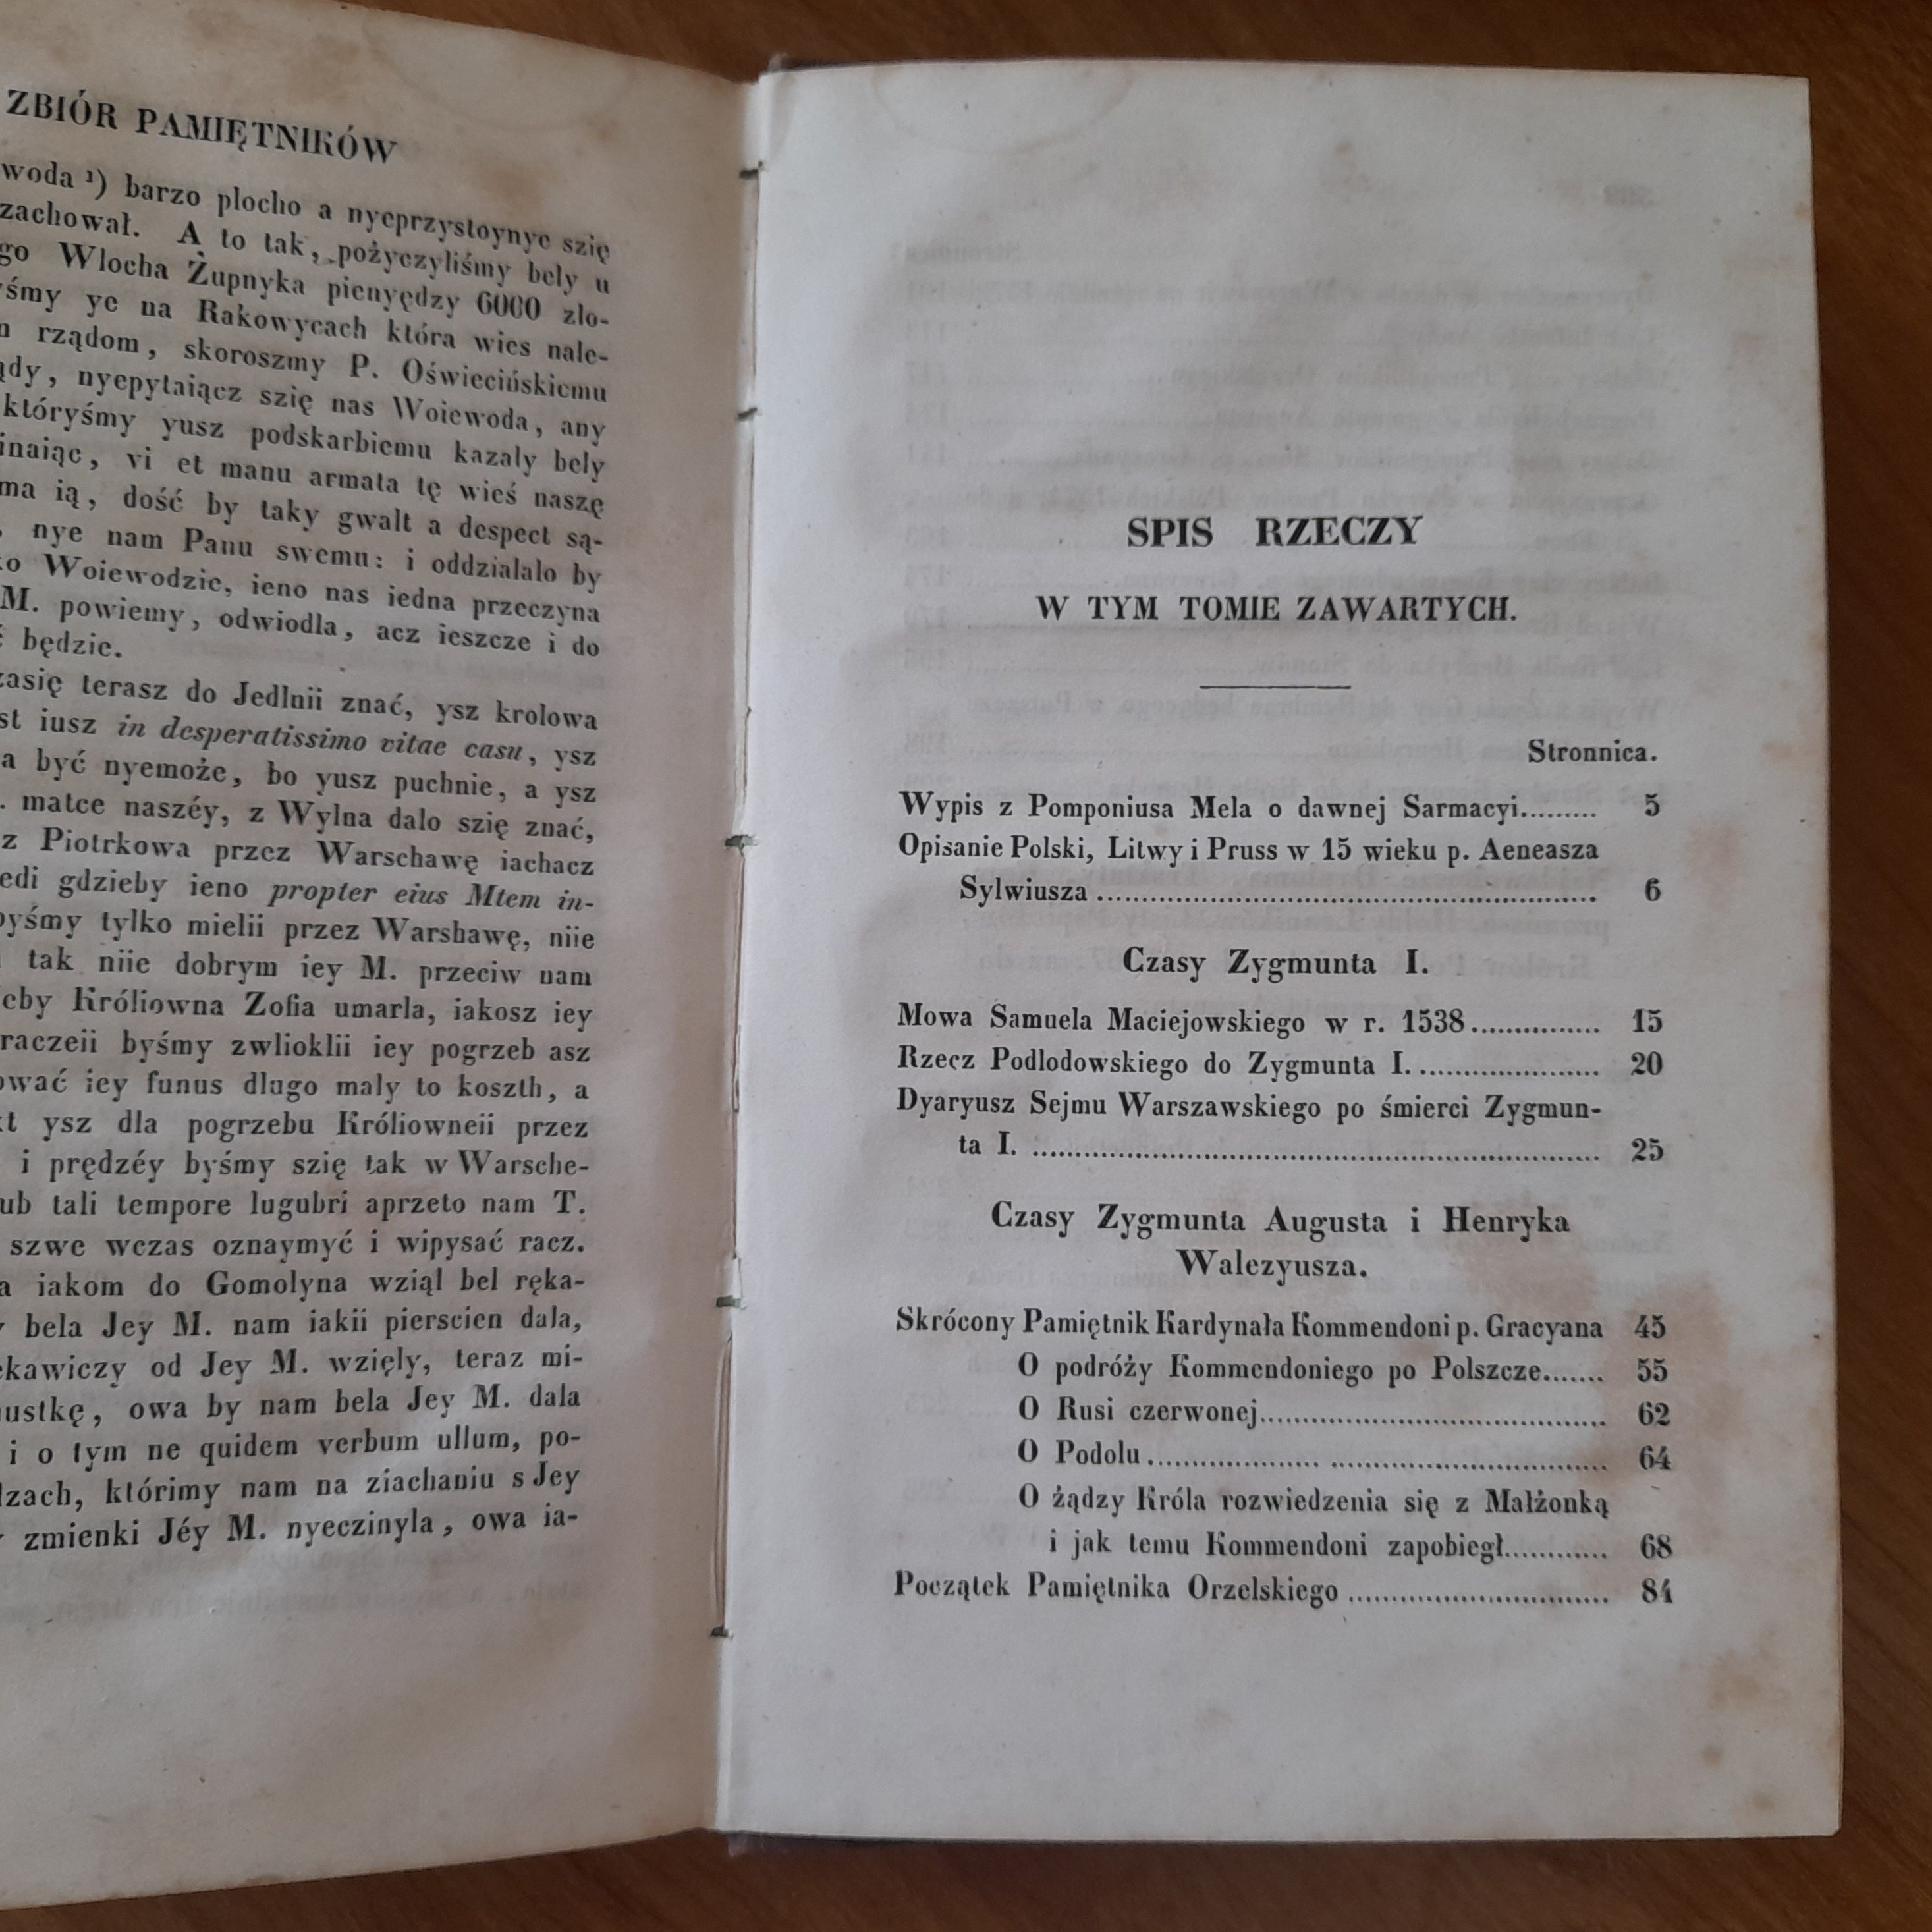 ZBIÓR PAMIĘTNIKÓW
woda ¹) barzo plocho a nyeprzystoynye szię
zachował. A to tak, pożyczyliśmy bely u
go Wlocha Żupnyka pienyędzy 6000 zlo-
yśmy ye na Rakowycach która wies nale-
rządom, skoroszmy P. Oświecińskiemu
ądy, nyepytaiącz szię nas Woiewoda, any
któryśmy yusz podskarbiemu kazaly bely
inaiąc, vi et manu armata tę wieś naszę
ma ią, dość by taky gwalt a despect są-
, nye nam Panu swemu: i oddzialalo by
ko Woiewodzie, ieno nas iedna przeczyna
M. powiemy, odwiodla, acz ieszcze i do
ć będzie.
zasię terasz do Jedlnii znać, ysz krolowa
st iusz in desperatissimo vitae casu, ysz
a być nyemoże, bo yusz puchnie, a ysz
. matce naszéy, z Wylna dalo szię znać,
z Piotrkowa przez Warschawę iachacz
edi gdzieby ieno propter eius Mtem in-
byśmy tylko mielii przez Warshawę, niie
tak niie dobrym iey M. przeciw nam
eby Króliowna Zofia umarla, iakosz iey
raczeii byśmy zwlioklii iey pogrzeb asz
ować iey funus dlugo maly to koszth, a
kt ysz dla pogrzebu Króliowneii przez
i prędzéy byśmy szię tak w Warsche-
ub tali tempore lugubri aprzeto nam T.
szwe wczas oznaymyć i wipysać racz.
a iakom do Gomolyna wziąl bel ręka-
y bela Jey M. nam iakii pierscien dala,
ekawiczy od Jey M. wzięly, teraz mi-
hustkę, owa by nam bela Jey M. dala
i o tym ne quidem verbum ullum, po-
dzach, którimy nam na ziachaniu s Jey
y zmienki Jéy M. nyeczinyla, owa ia-
SPIS RZECZY
W TYM TOMIE ZAWARTYCH.
Stronnica.
Wypis z Pomponiusa Mela o dawnej Sarmacyi......... 5
Opisanie Polski, Litwy i Pruss w 15 wieku p. Aeneasza
Sylwiusza ............................................................ 6
Czasy Zygmunta I.
Mowa Samuela Maciejowskiego w r. 1538............... 15
Rzecz Podlodowskiego do Zygmunta I...................... 20
Dyaryusz Sejmu Warszawskiego po śmierci Zygmun-
ta I. .................................................................... 25
Czasy Zygmunta Augusta i Henryka
Walezyusza.
Skrócony Pamiętnik Kardynała Kommendoni p. Gracyana 45
O podróży Kommendoniego po Polszcze....... 55
O Rusi czerwonej......................................... 62
O Podolu..................... ................................. 64
O żądzy Króla rozwiedzenia się z Małżonką
i jak temu Kommendoni zapobiegł............ 68
Początek Pamiętnika Orzelskiego ............................... 84